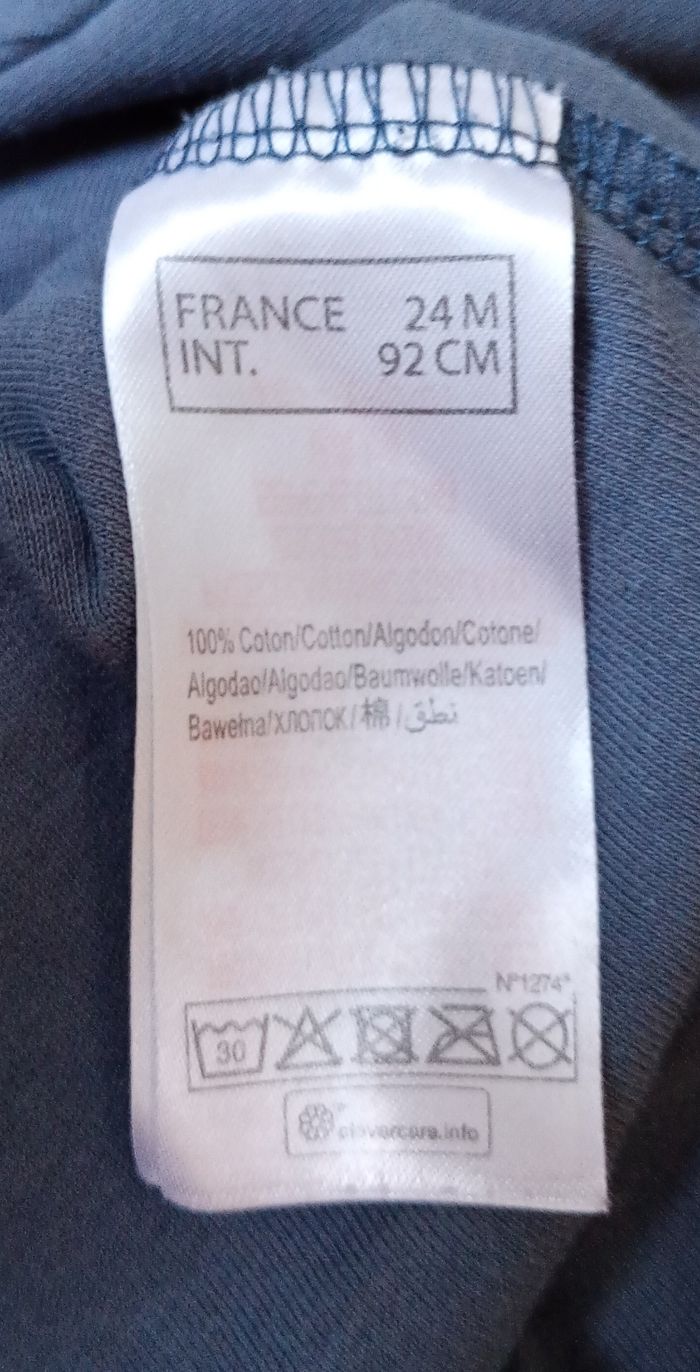 FRANCE 24 M
INT. 92 CM
100% Coton/Cotton/Algodon/Cotone/
Algodao/Algodao/Baumwolle/Katoen/
Bawełna/ХЛОПОК/棉/نطق
N°1274*
30
clevercare.info